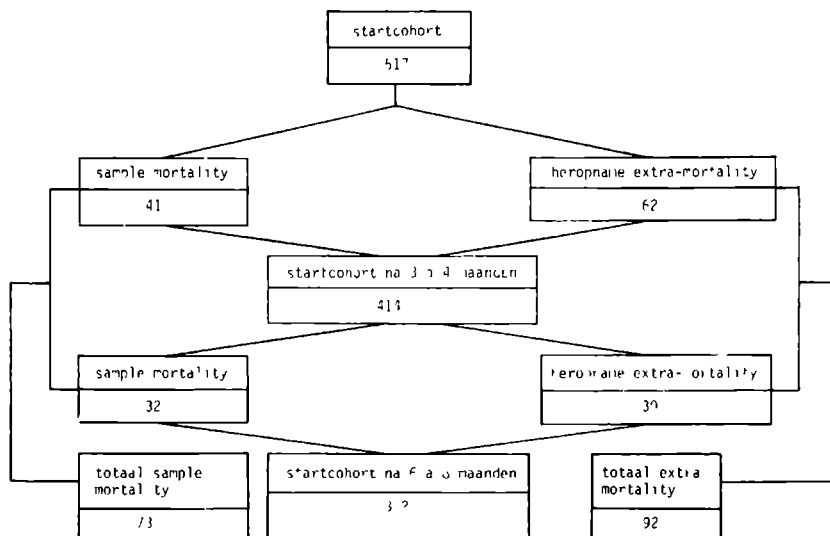 startcohort
517
sample mortality
heropname extra-mortality
41
62
startcohort na 3 à 4 maanden
414
sample mortality
heropname extra-mortality
32
30
totaal sample
mortality
startcohort na 6 a 8 maanden
totaal extra
mortality
73
92